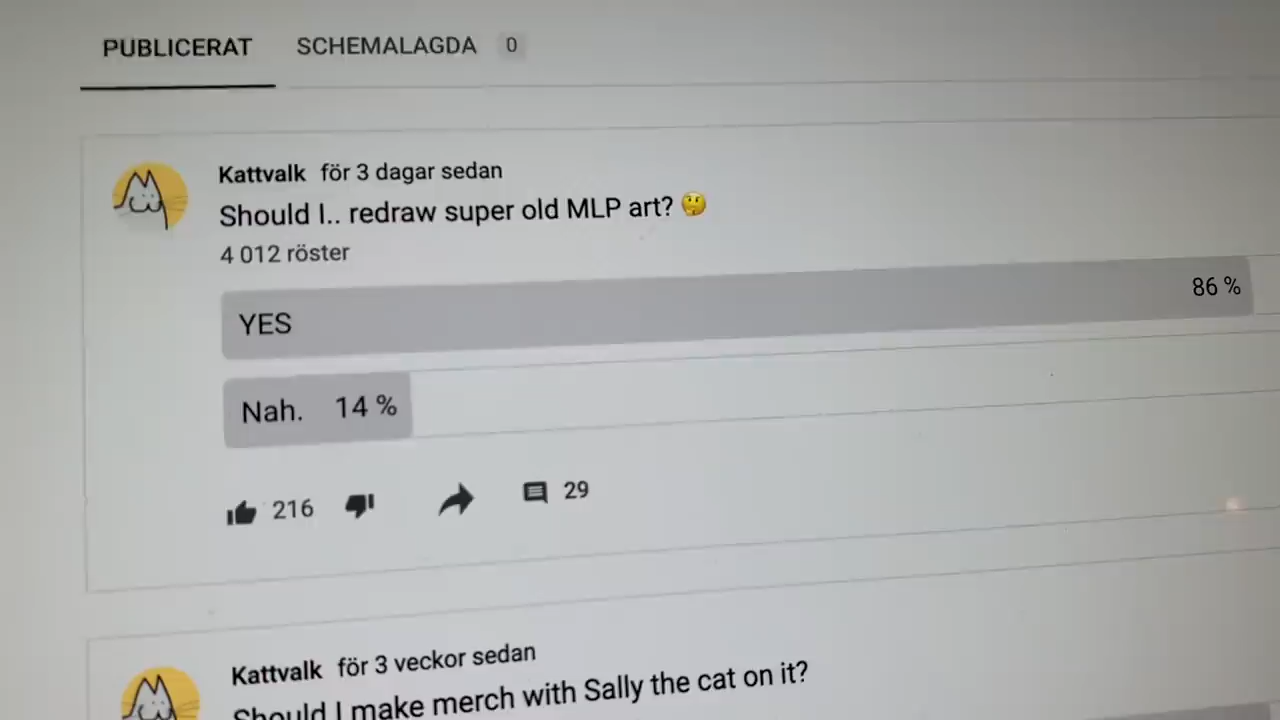 PUBLICERAT SCHEMALAGDA 0
Kattvalk för 3 dagar sedan
Should I.. redraw super old MLP art? 🤔
4 012 röster
YES 86 %
Nah. 14 %
216 29
Kattvalk för 3 veckor sedan
Should I make merch with Sally the cat on it?